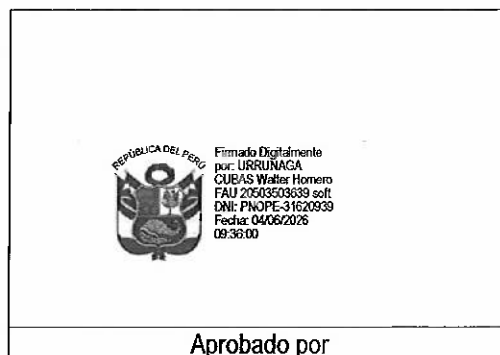 REPÚBLICA DEL PERÚ
Firmado Digitalmente
por: URRUNAGA
CUBAS Walter Homero
FAU 20503503639 soft
DNI: PNOPE-31620939
Fecha: 04/06/2026
09:36:00
Aprobado por